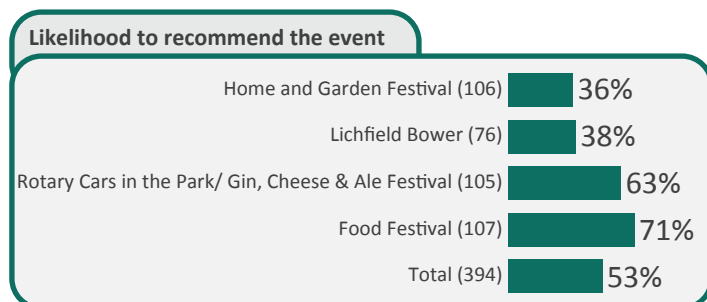 Likelihood to recommend the event
Home and Garden Festival (106) 36%
Lichfield Bower (76) 38%
Rotary Cars in the Park/ Gin, Cheese & Ale Festival (105) 63%
Food Festival (107) 71%
Total (394) 53%